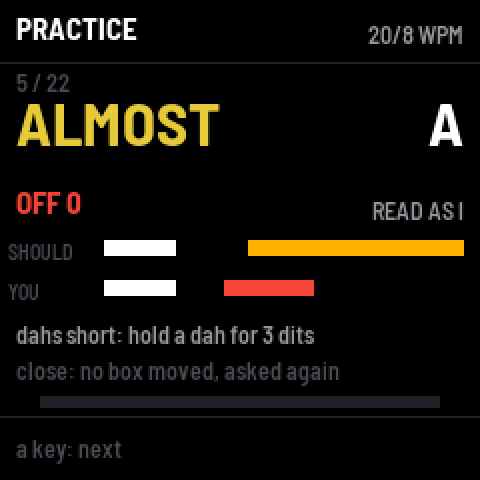 PRACTICE
20/8 WPM
5 / 22
ALMOST A
OFF 0
READ AS I
SHOULD
YOU
dahs short: hold a dah for 3 dits
close: no box moved, asked again
a key: next